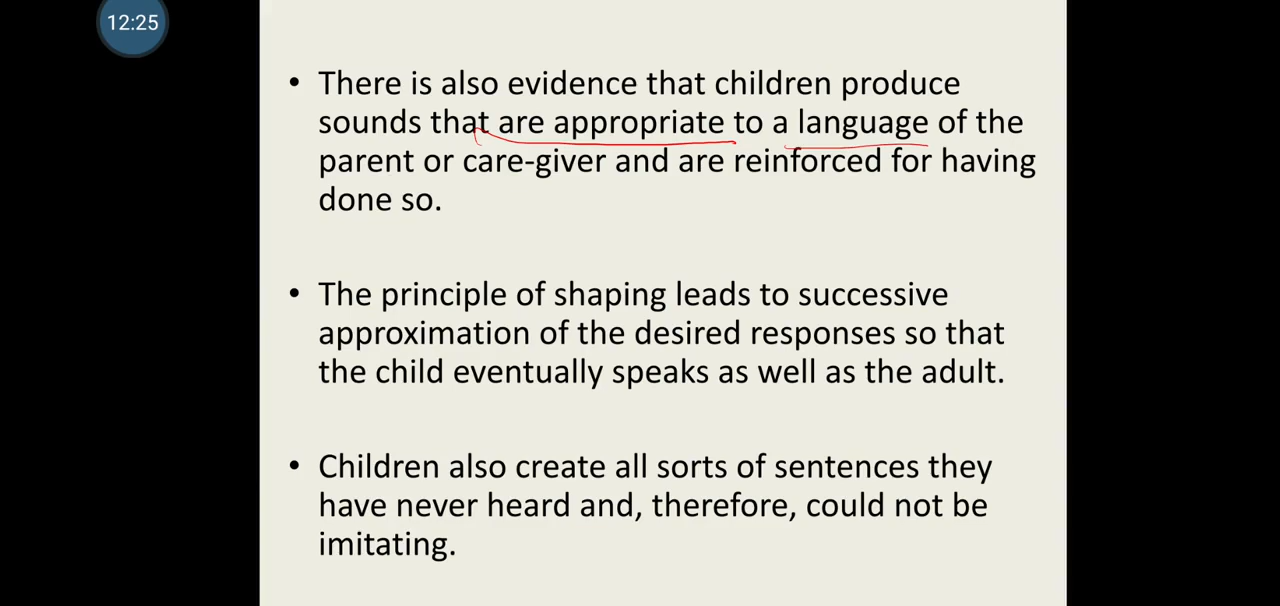 12:25
• There is also evidence that children produce
sounds that are appropriate to a language of the
parent or care-giver and are reinforced for having
done so.
• The principle of shaping leads to successive
approximation of the desired responses so that
the child eventually speaks as well as the adult.
• Children also create all sorts of sentences they
have never heard and, therefore, could not be
imitating.